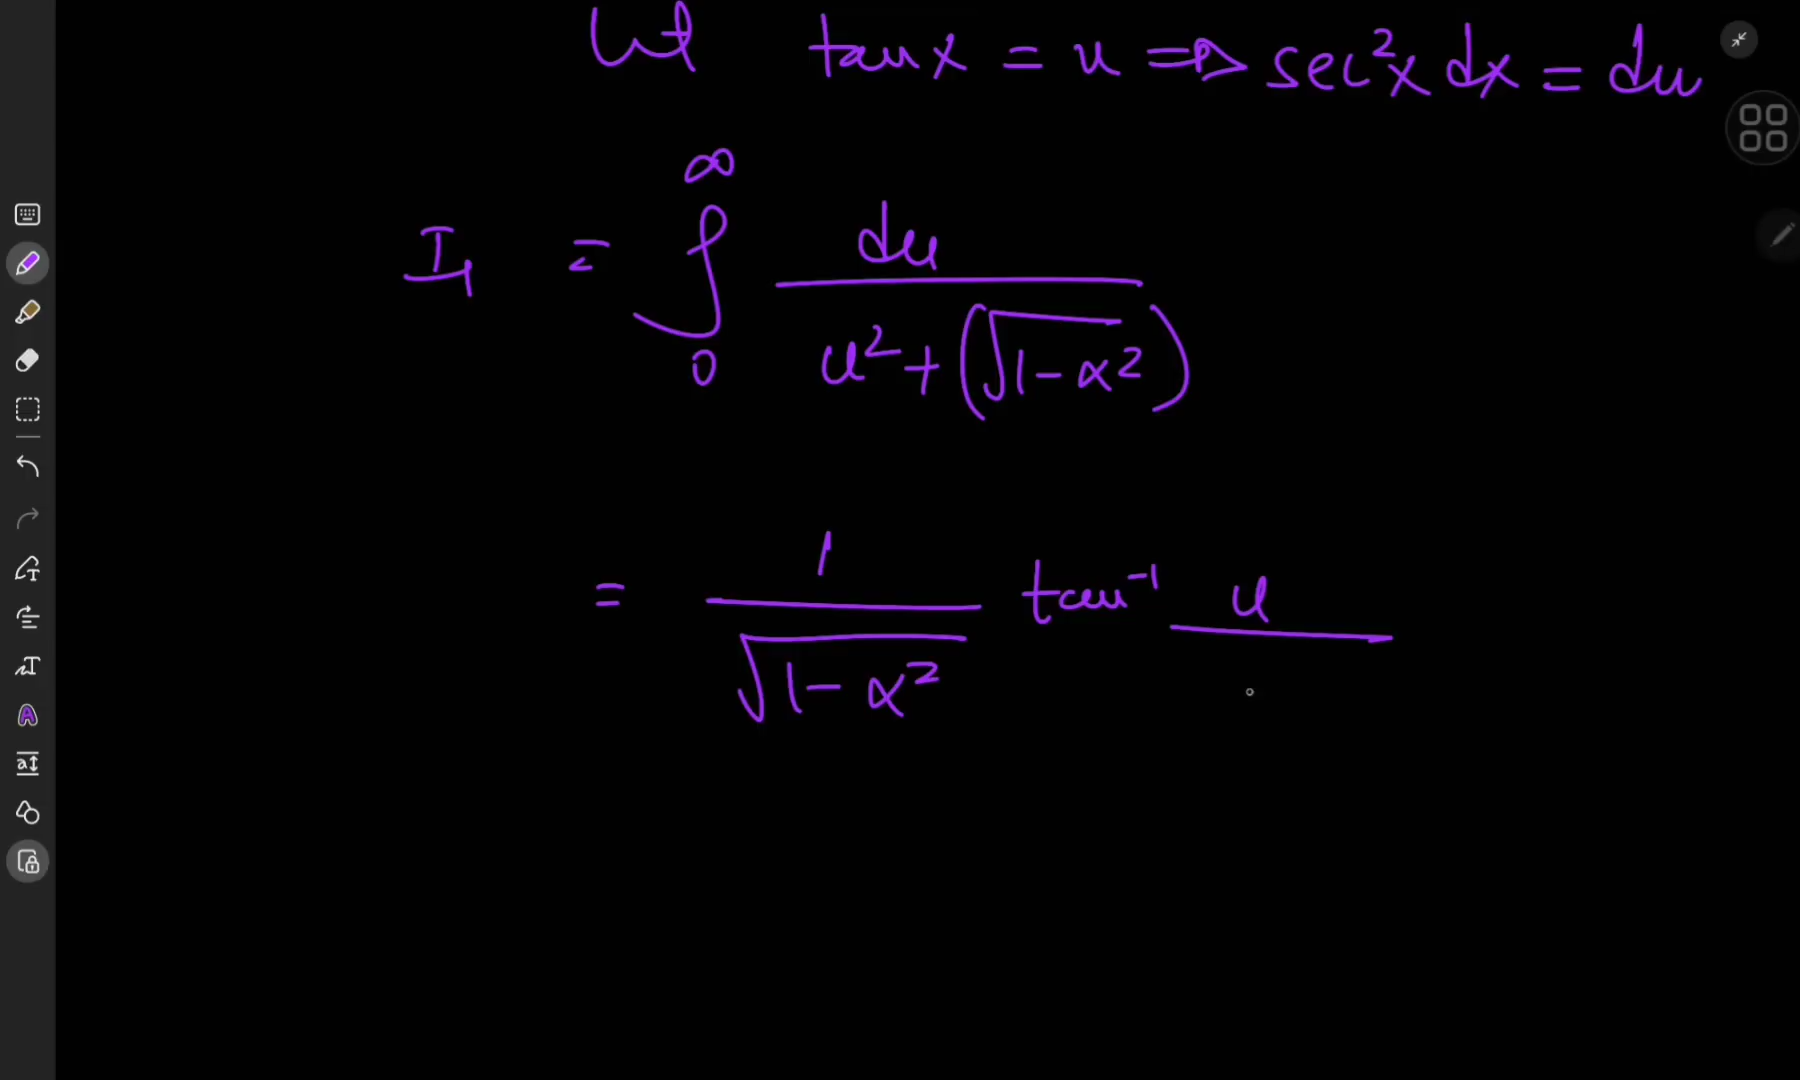 Let tan x = u ⇒ sec²x dx = du
I₁ = ∫₀^∞ du / u² + (√1-α²)
= 1/√1-α² tan⁻¹ u/